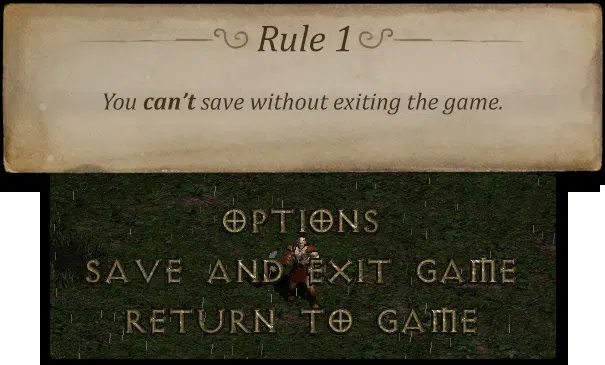 Rule 1
You can't save without exiting the game.
OPTIONS
SAVE AND EXIT GAME
RETURN TO GAME